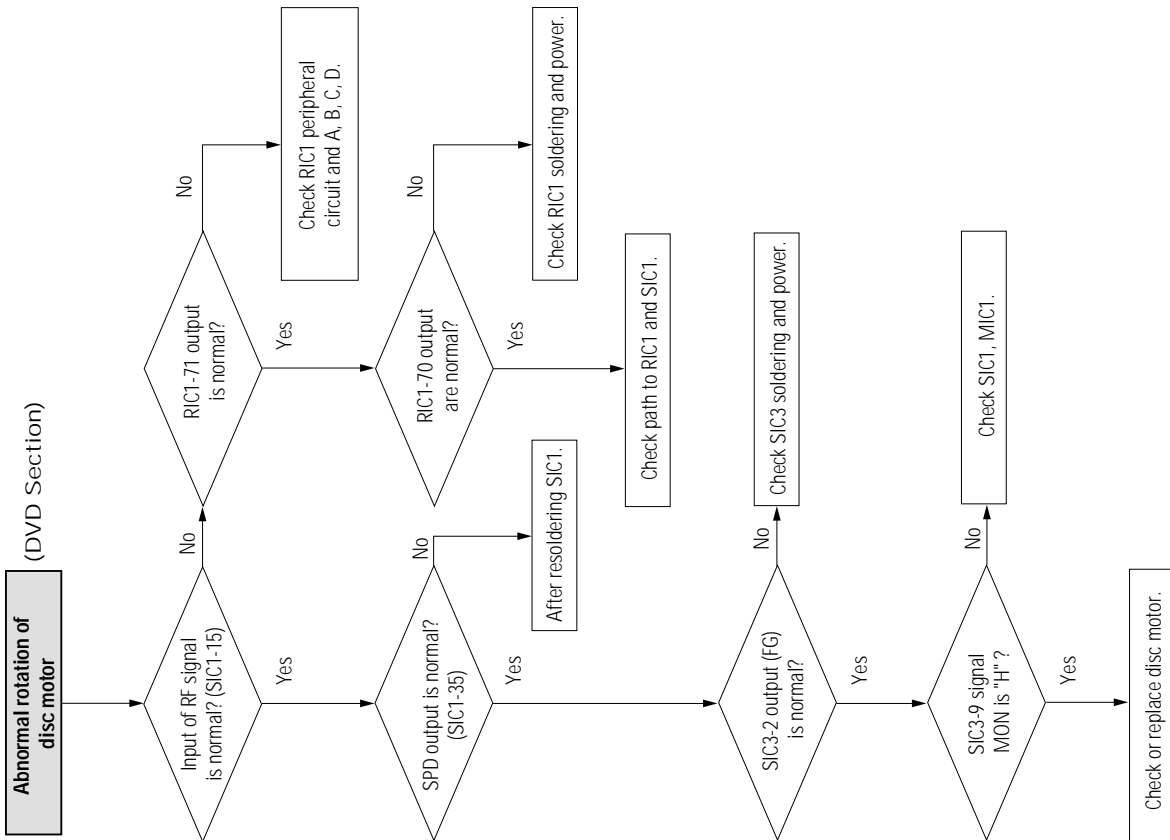 (DVD Section)
Abnormal rotation of
disc motor
Input of RF signal
is normal? (SIC1-15)
No
RIC1-71 output
is normal?
No
Check RIC1 peripheral
circuit and A, B, C, D.
Yes
Yes
SPD output is normal?
(SIC1-35)
No
After resoldering SIC1.
RIC1-70 output
are normal?
No
Check RIC1 soldering and power.
Yes
Yes
Check path to RIC1 and SIC1.
SIC3-2 output (FG)
is normal?
No
Check SIC3 soldering and power.
Yes
SIC3-9 signal
MON is "H" ?
No
Check SIC1, MIC1.
Yes
Check or replace disc motor.